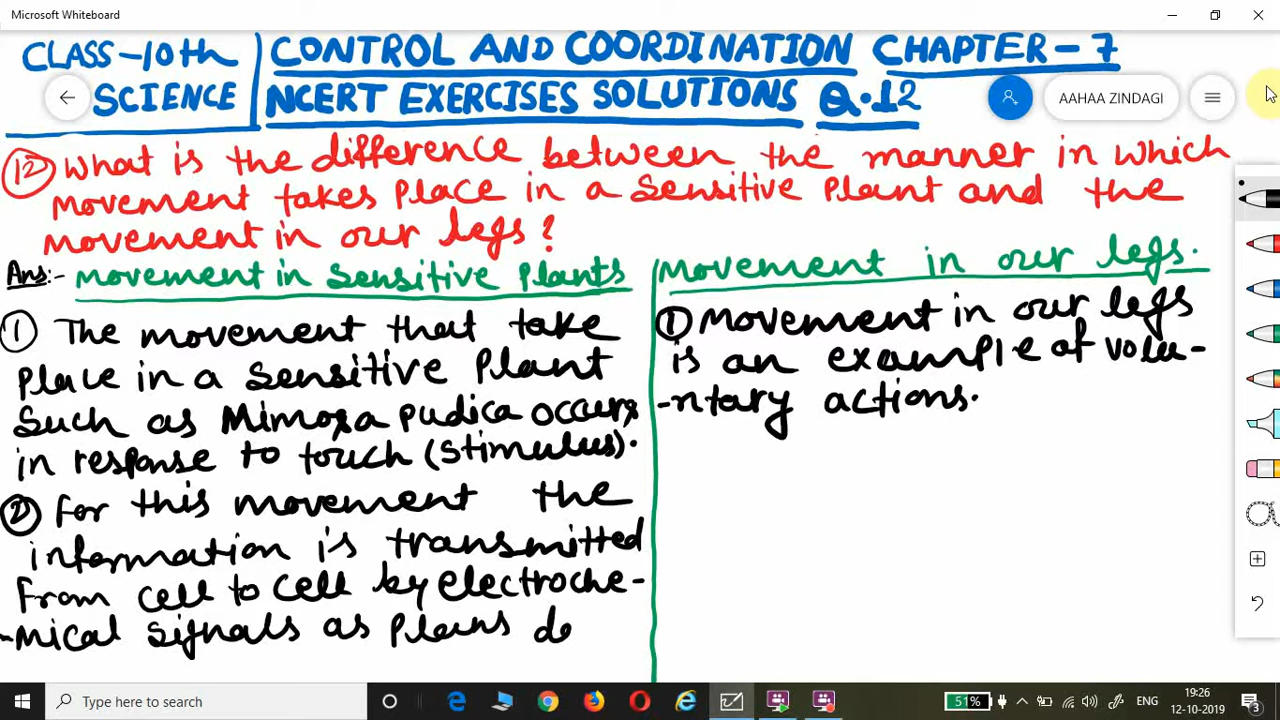 Microsoft Whiteboard
CLASS-10th
SCIENCE
CONTROL AND COORDINATION CHAPTER-7
NCERT EXERCISES SOLUTIONS Q.12
AAHAA ZINDAGI
12 What is the difference between the manner in which
movement takes Place in a Sensitive Plant and the
movement in our legs?
Ans:- movement in Sensitive Plants
1 The movement that take
Place in a Sensitive Plant
Such as Mimosa pudica occurs
in response to touch (stimulus).
2 For this movement the
information is transmitted
From cell to cell by electroche-
-mical signals as Plans do
movement in our legs.
1 Movement in our legs
is an example of volu-
-ntary actions.
Type here to search
51%
ENG
19:26
12-10-2019
3